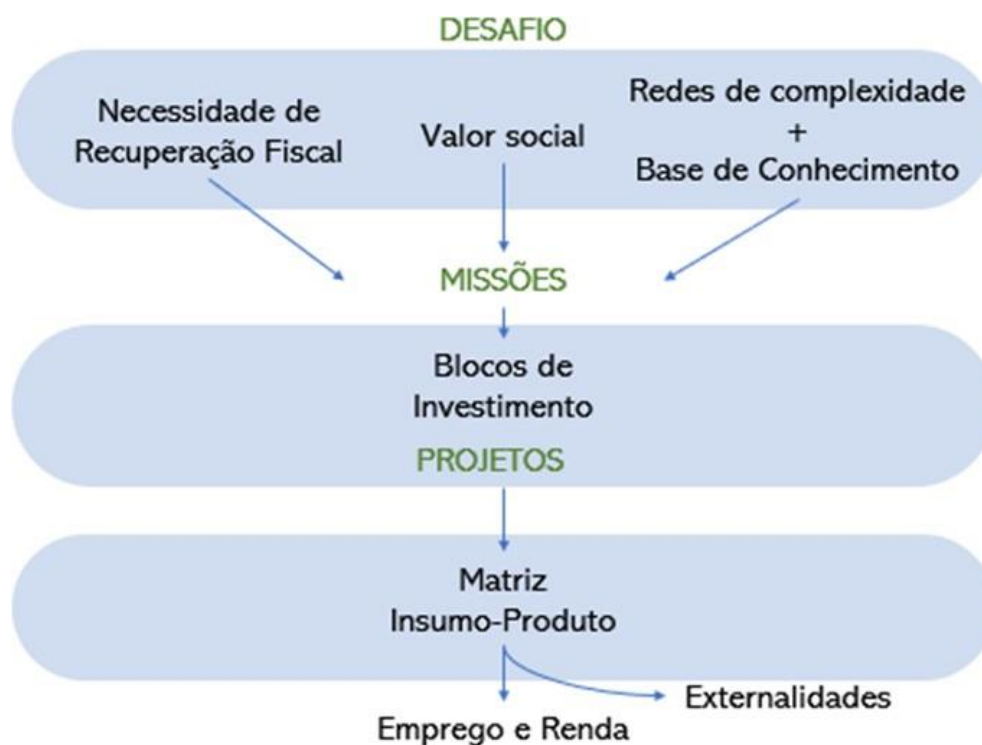 DESAFIO
Necessidade de
Recuperação Fiscal
Valor social
Redes de complexidade
+
Base de Conhecimento
MISSÕES
Blocos de
Investimento
PROJETOS
Matriz
Insumo-Produto
Externalidades
Emprego e Renda